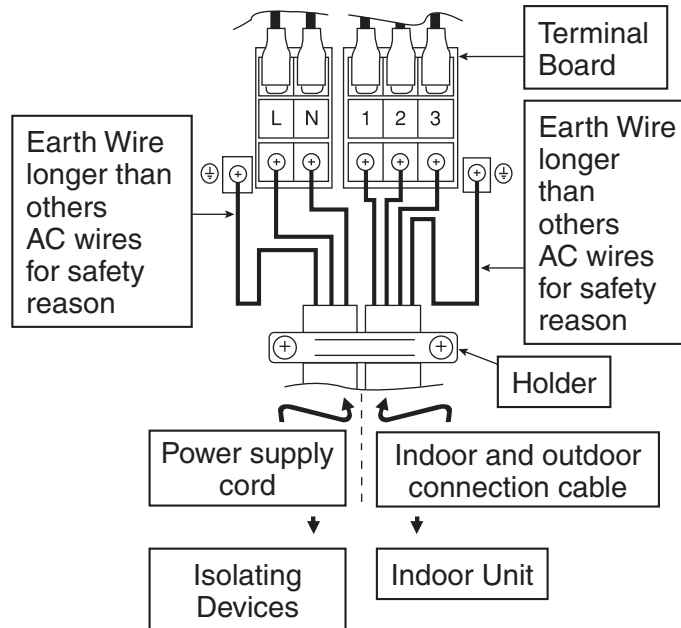 Terminal
Board
L N 1 2 3
Earth Wire
longer than
others
AC wires
for safety
reason
Earth Wire
longer
than
others
AC wires
for safety
reason
Holder
Power supply
cord
Indoor and outdoor
connection cable
Isolating
Devices
Indoor Unit